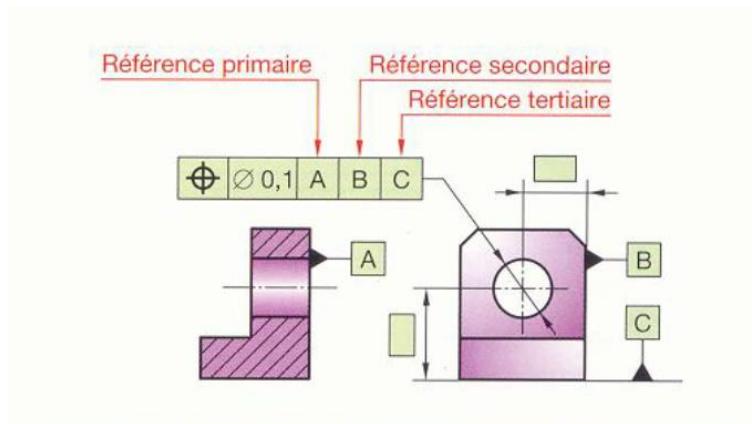 Référence primaire
Référence secondaire
Référence tertiaire
⌖ ∅ 0,1 A B C
A
B
C